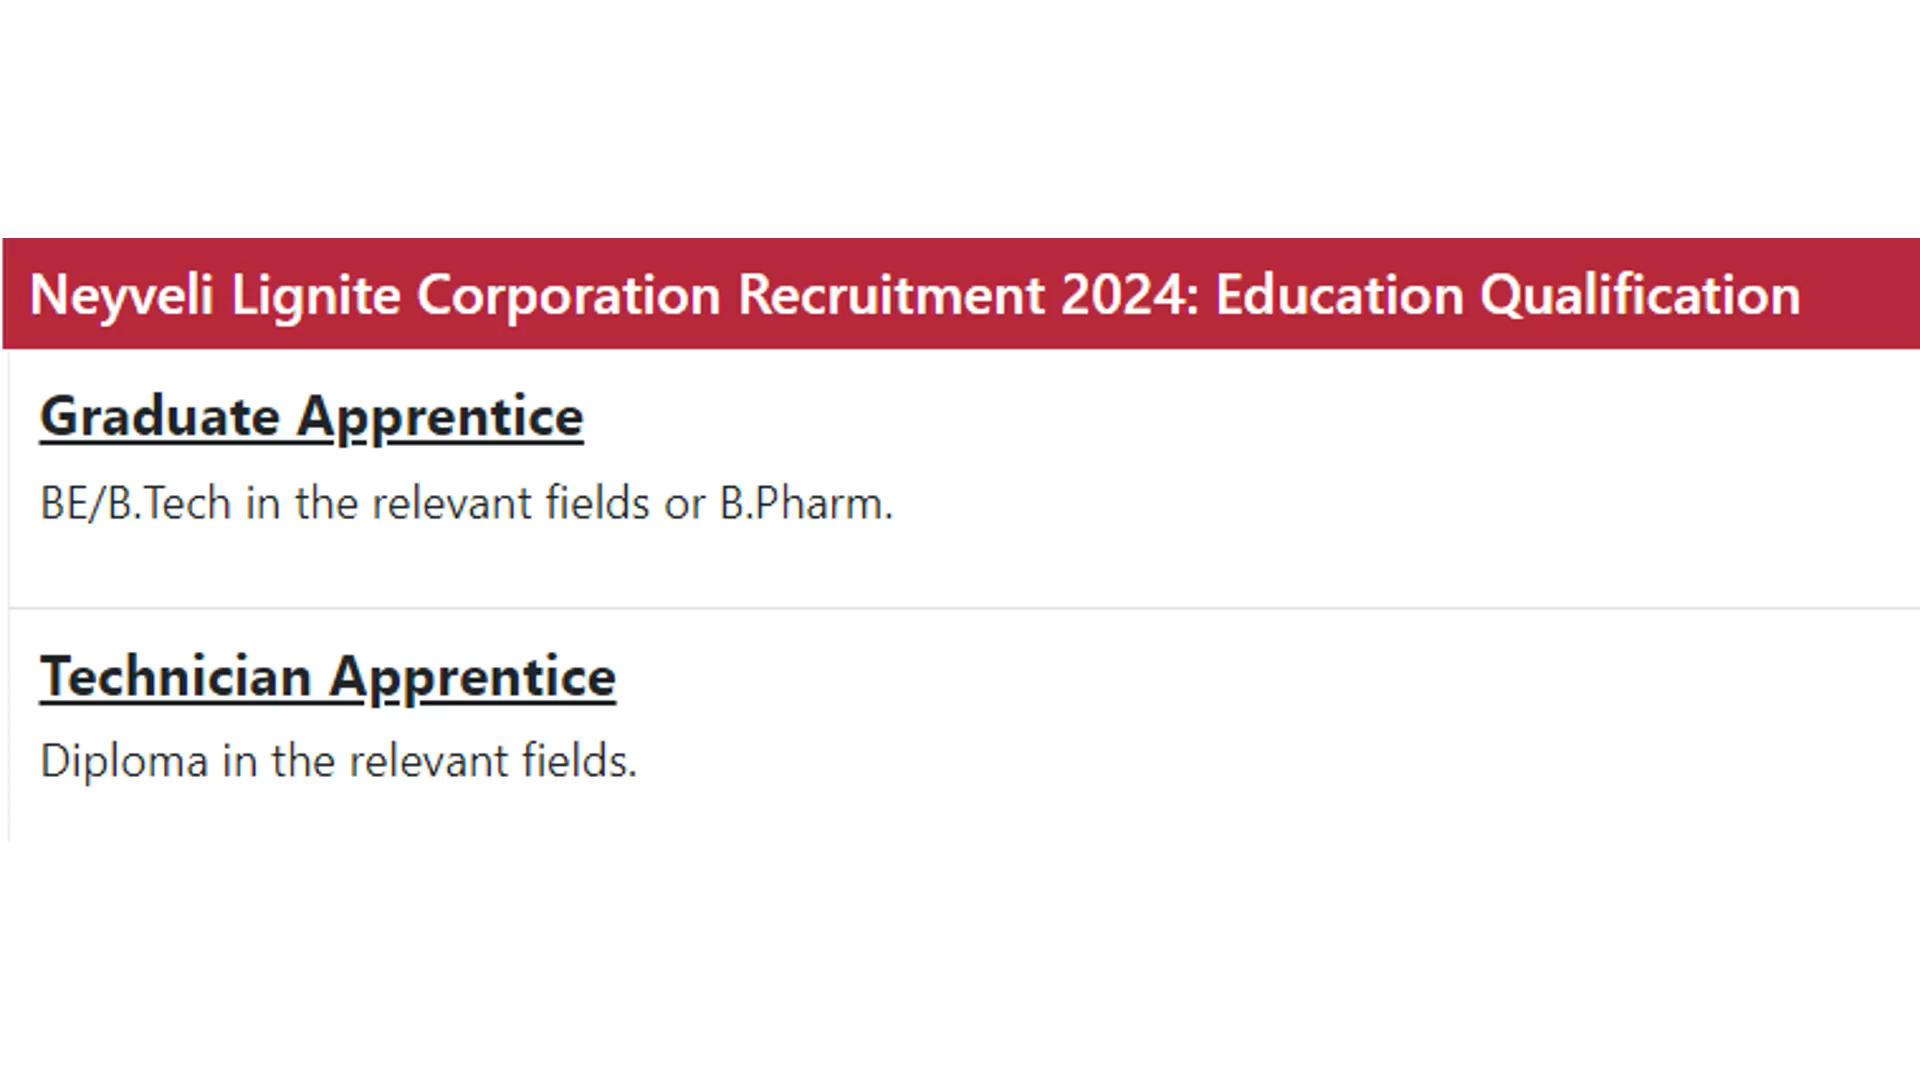 Neyveli Lignite Corporation Recruitment 2024: Education Qualification
Graduate Apprentice
BE/B.Tech in the relevant fields or B.Pharm.
Technician Apprentice
Diploma in the relevant fields.